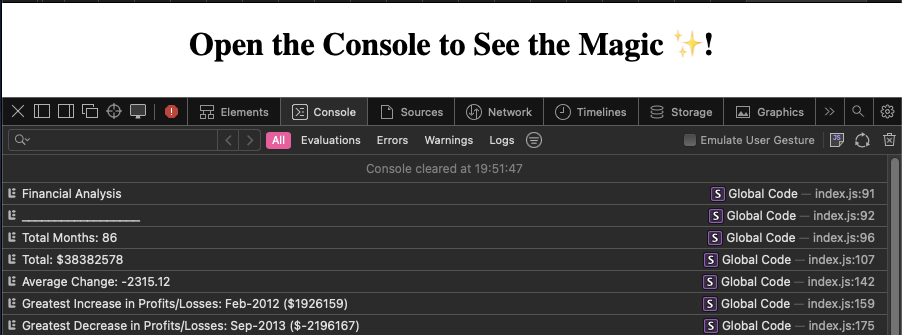 Open the Console to See the Magic ✨!
Elements Console Sources Network Timelines Storage Graphics
All Evaluations Errors Warnings Logs Emulate User Gesture
Console cleared at 19:51:47
Financial Analysis S Global Code — index.js:91
__________________ S Global Code — index.js:92
Total Months: 86 S Global Code — index.js:96
Total: $38382578 S Global Code — index.js:107
Average Change: -2315.12 S Global Code — index.js:142
Greatest Increase in Profits/Losses: Feb-2012 ($1926159) S Global Code — index.js:159
Greatest Decrease in Profits/Losses: Sep-2013 ($-2196167) S Global Code — index.js:175